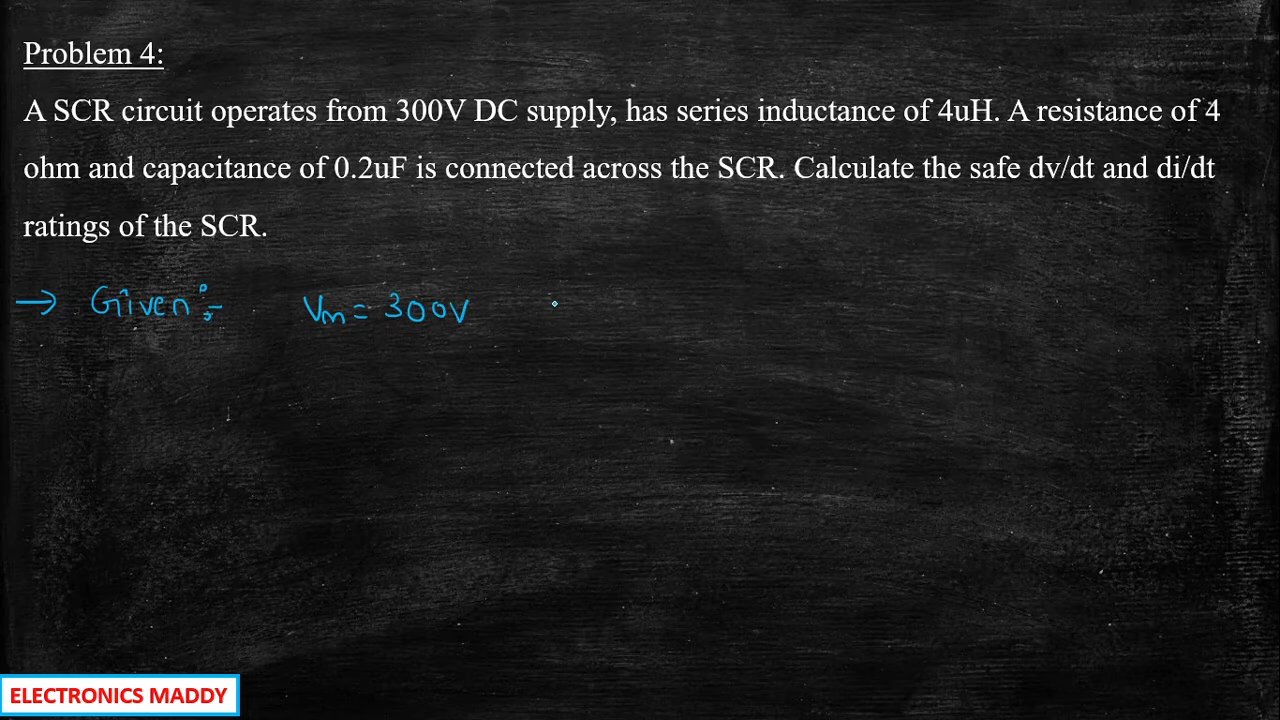 Problem 4:
A SCR circuit operates from 300V DC supply, has series inductance of 4uH. A resistance of 4
ohm and capacitance of 0.2uF is connected across the SCR. Calculate the safe dv/dt and di/dt
ratings of the SCR.
→ Given :- Vm = 300V
ELECTRONICS MADDY